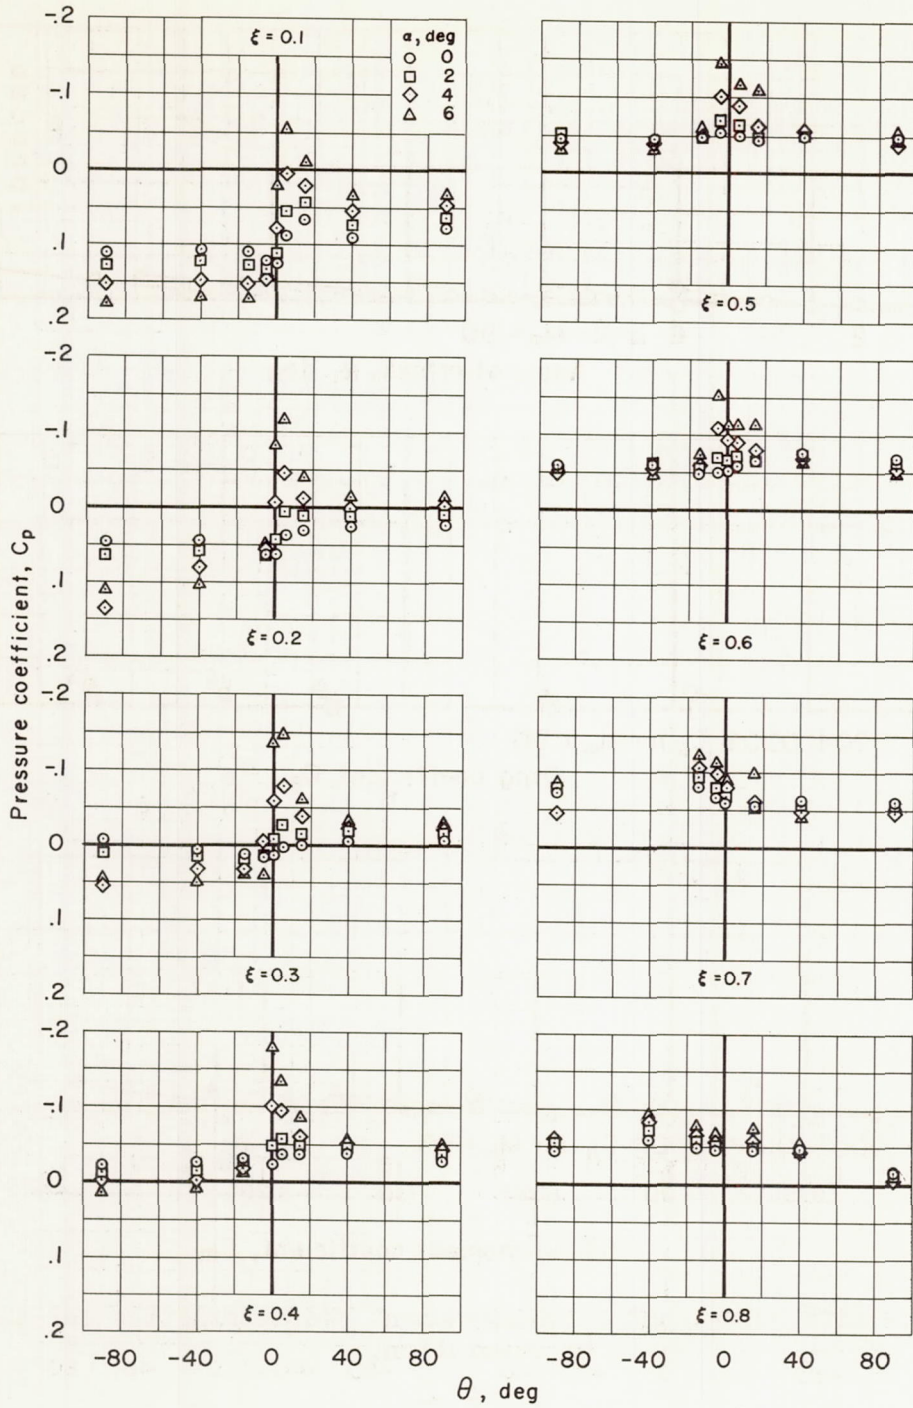 -.2
-.1
0
.1
.2
ξ = 0.1
α, deg
0
2
4
6
ξ = 0.5
-.2
-.1
0
.1
.2
ξ = 0.2
ξ = 0.6
Pressure coefficient, Cp
-.2
-.1
0
.1
.2
ξ = 0.3
ξ = 0.7
-.2
-.1
0
.1
.2
ξ = 0.4
ξ = 0.8
-80 -40 0 40 80
-80 -40 0 40 80
θ, deg